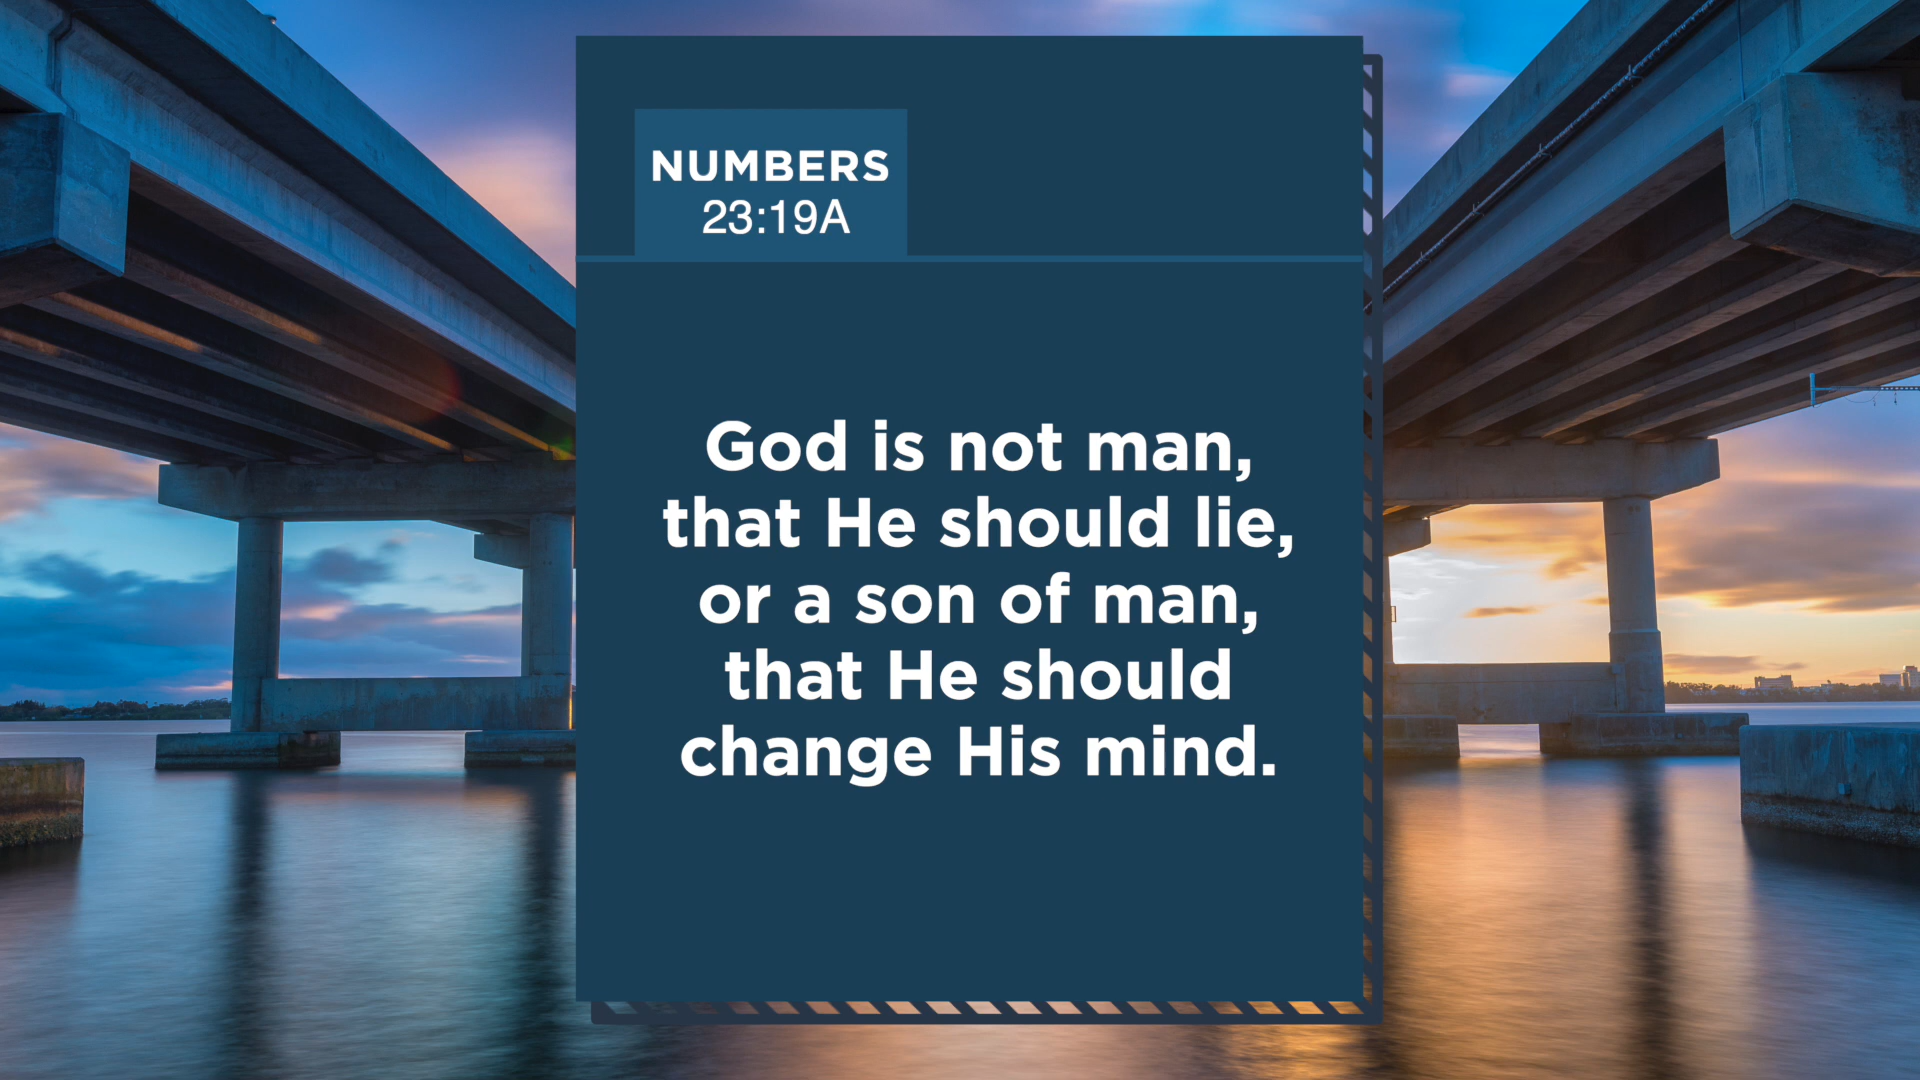 NUMBERS
23:19A
God is not man,
that He should lie,
or a son of man,
that He should
change His mind.